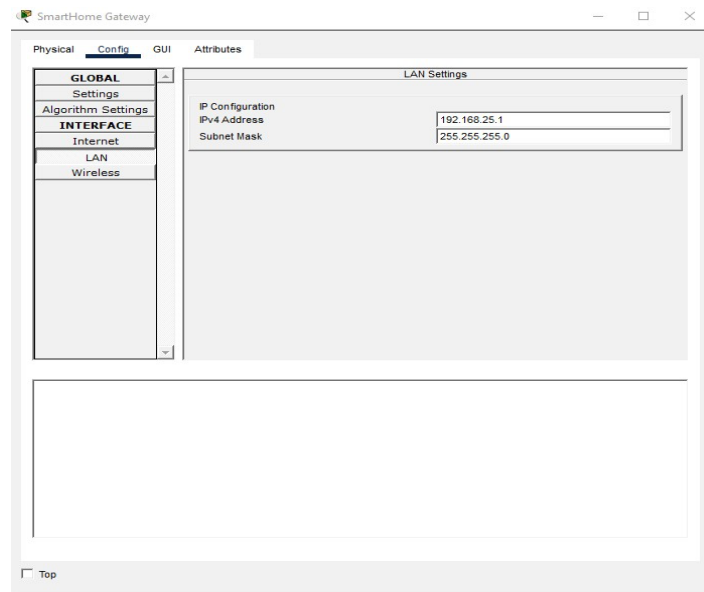 SmartHome Gateway
Physical Config GUI Attributes
GLOBAL
Settings
Algorithm Settings
INTERFACE
Internet
LAN
Wireless
LAN Settings
IP Configuration
IPv4 Address 192.168.25.1
Subnet Mask 255.255.255.0
Top